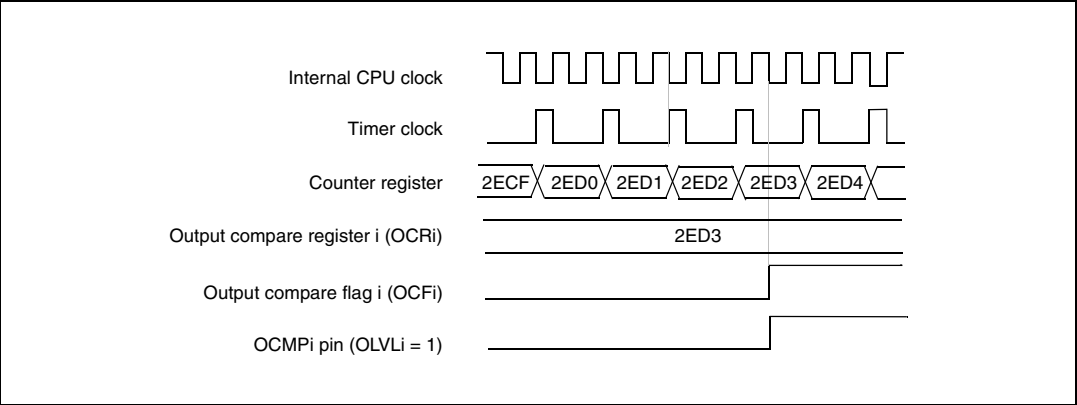 Internal CPU clock
Timer clock
Counter register
2ECF 2ED0 2ED1 2ED2 2ED3 2ED4
Output compare register i (OCRi)
2ED3
Output compare flag i (OCFi)
OCMPi pin (OLVLi = 1)